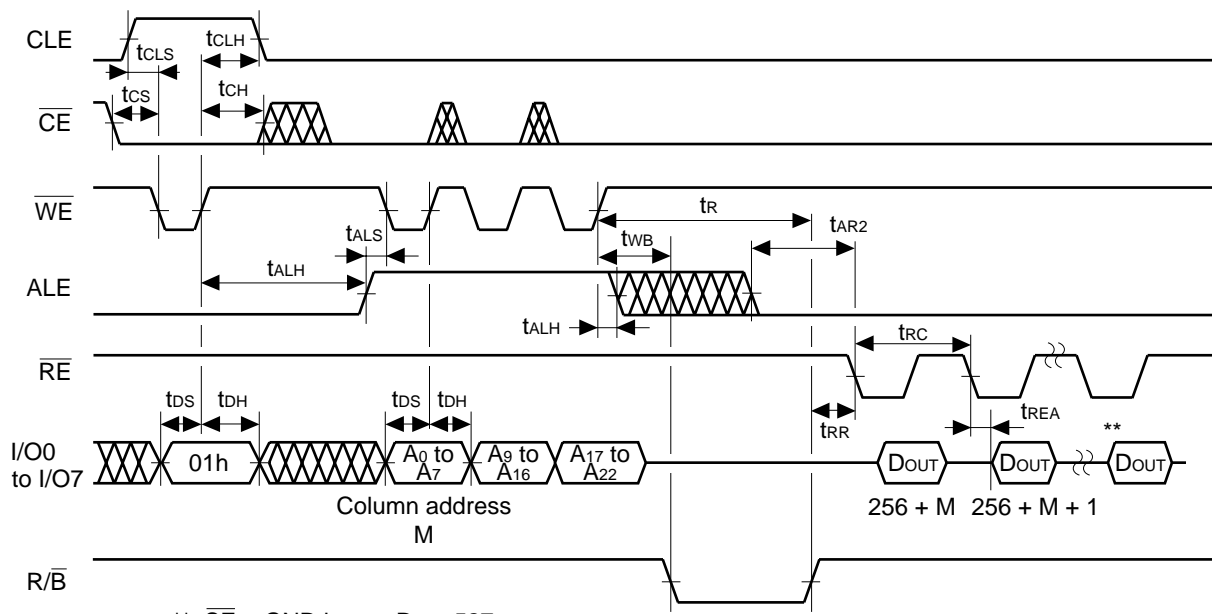 CLE
tCLS
tCLH
tCS
tCH
CE
WE
tR
tALS
tWB
tAR2
tALH
ALE
tALH
tRC
RE
tDS
tDH
tDS
tDH
tRR
tREA
**
I/O0
to I/O7
01h
A0 to
A7
A9 to
A16
A17 to
A22
DOUT
DOUT
DOUT
Column address
M
256 + M
256 + M + 1
R/B